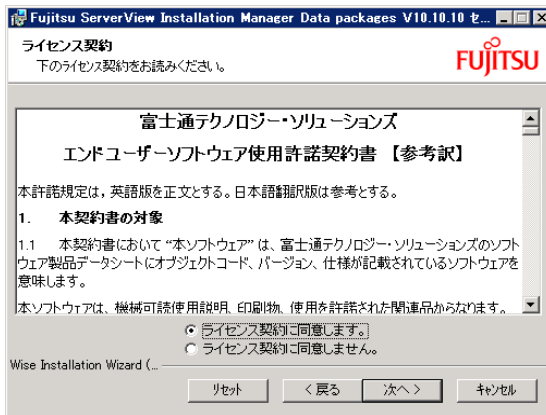 Fujitsu ServerView Installation Manager Data packages V10.10.10 セ...
ライセンス契約
下のライセンス契約をお読みください。
FUJITSU
富士通テクノロジー・ソリューションズ
エンドユーザーソフトウェア使用許諾契約書 【参考訳】
本許諾規定は，英語版を正文とする。日本語翻訳版は参考とする。
1. 本契約書の対象
1.1 本契約書において “本ソフトウェア” は、富士通テクノロジー・ソリューションズのソフト
ウェア製品データシートにオブジェクトコード、バージョン、仕様が記載されているソフトウェアを
意味します。
本ソフトウェアは、機械可読使用説明、印刷物、使用を許諾された関連品からなります。
ライセンス契約に同意します。
ライセンス契約に同意しません。
Wise Installation Wizard (...
リセット
< 戻る
次へ >
キャンセル